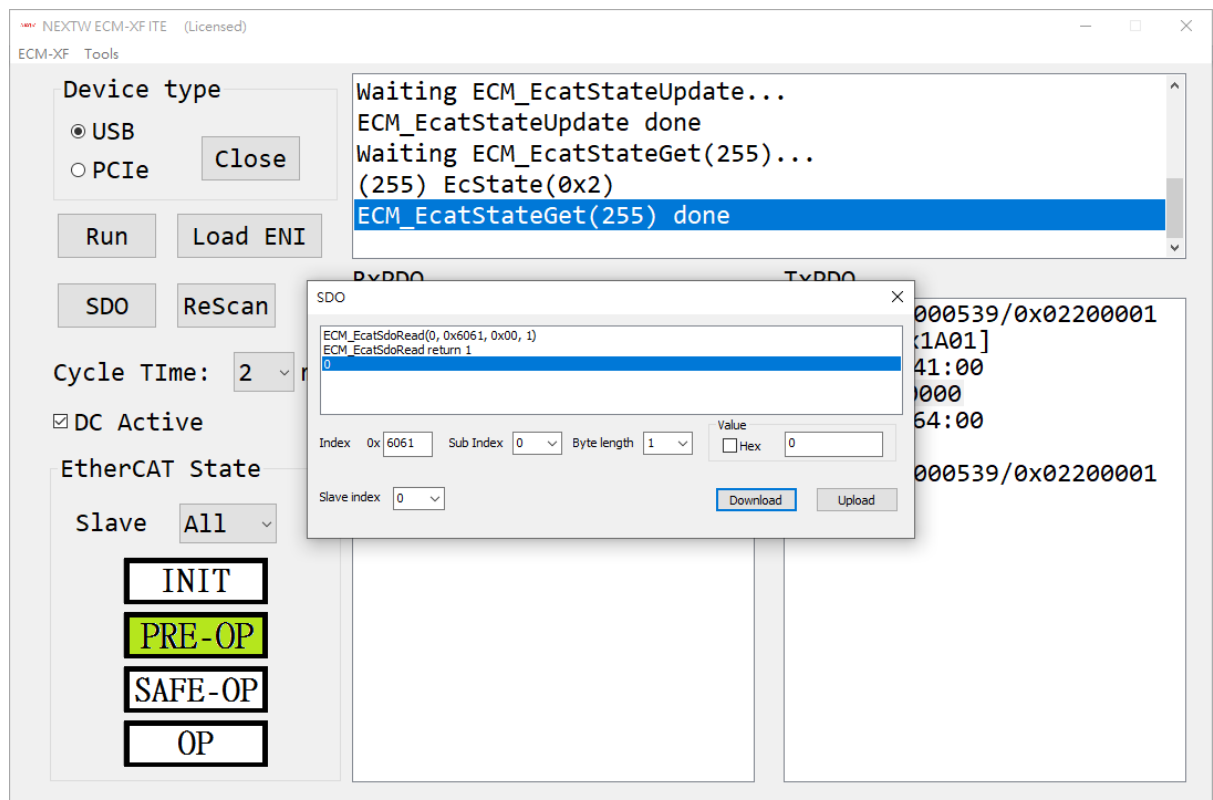 NEXTW ECM-XF ITE (Licensed)
ECM-XF Tools
Device type
USB
PCIe
Close
Run
Load ENI
SDO
ReScan
Cycle TIme: 2
DC Active
EtherCAT State
Slave All
INIT
PRE-OP
SAFE-OP
OP
Waiting ECM_EcatStateUpdate...
ECM_EcatStateUpdate done
Waiting ECM_EcatStateGet(255)...
(255) EcState(0x2)
ECM_EcatStateGet(255) done
RxPDO
TxPDO
000539/0x02200001
x1A01]
41:00
0000
64:00
000539/0x02200001
SDO
ECM_EcatSdoRead(0, 0x6061, 0x00, 1)
ECM_EcatSdoRead return 1
0
Index 0x 6061 Sub Index 0 Byte length 1
Value
Hex 0
Slave index 0
Download
Upload